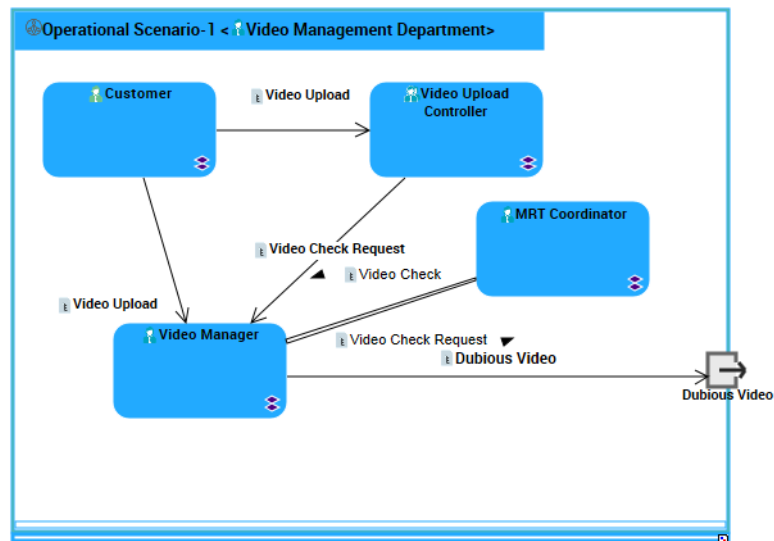 Operational Scenario-1 < Video Management Department>
Customer
Video Upload
Video Upload
Controller
MRT Coordinator
Video Check Request
Video Check
Video Upload
Video Manager
Video Check Request
Dubious Video
Dubious Video